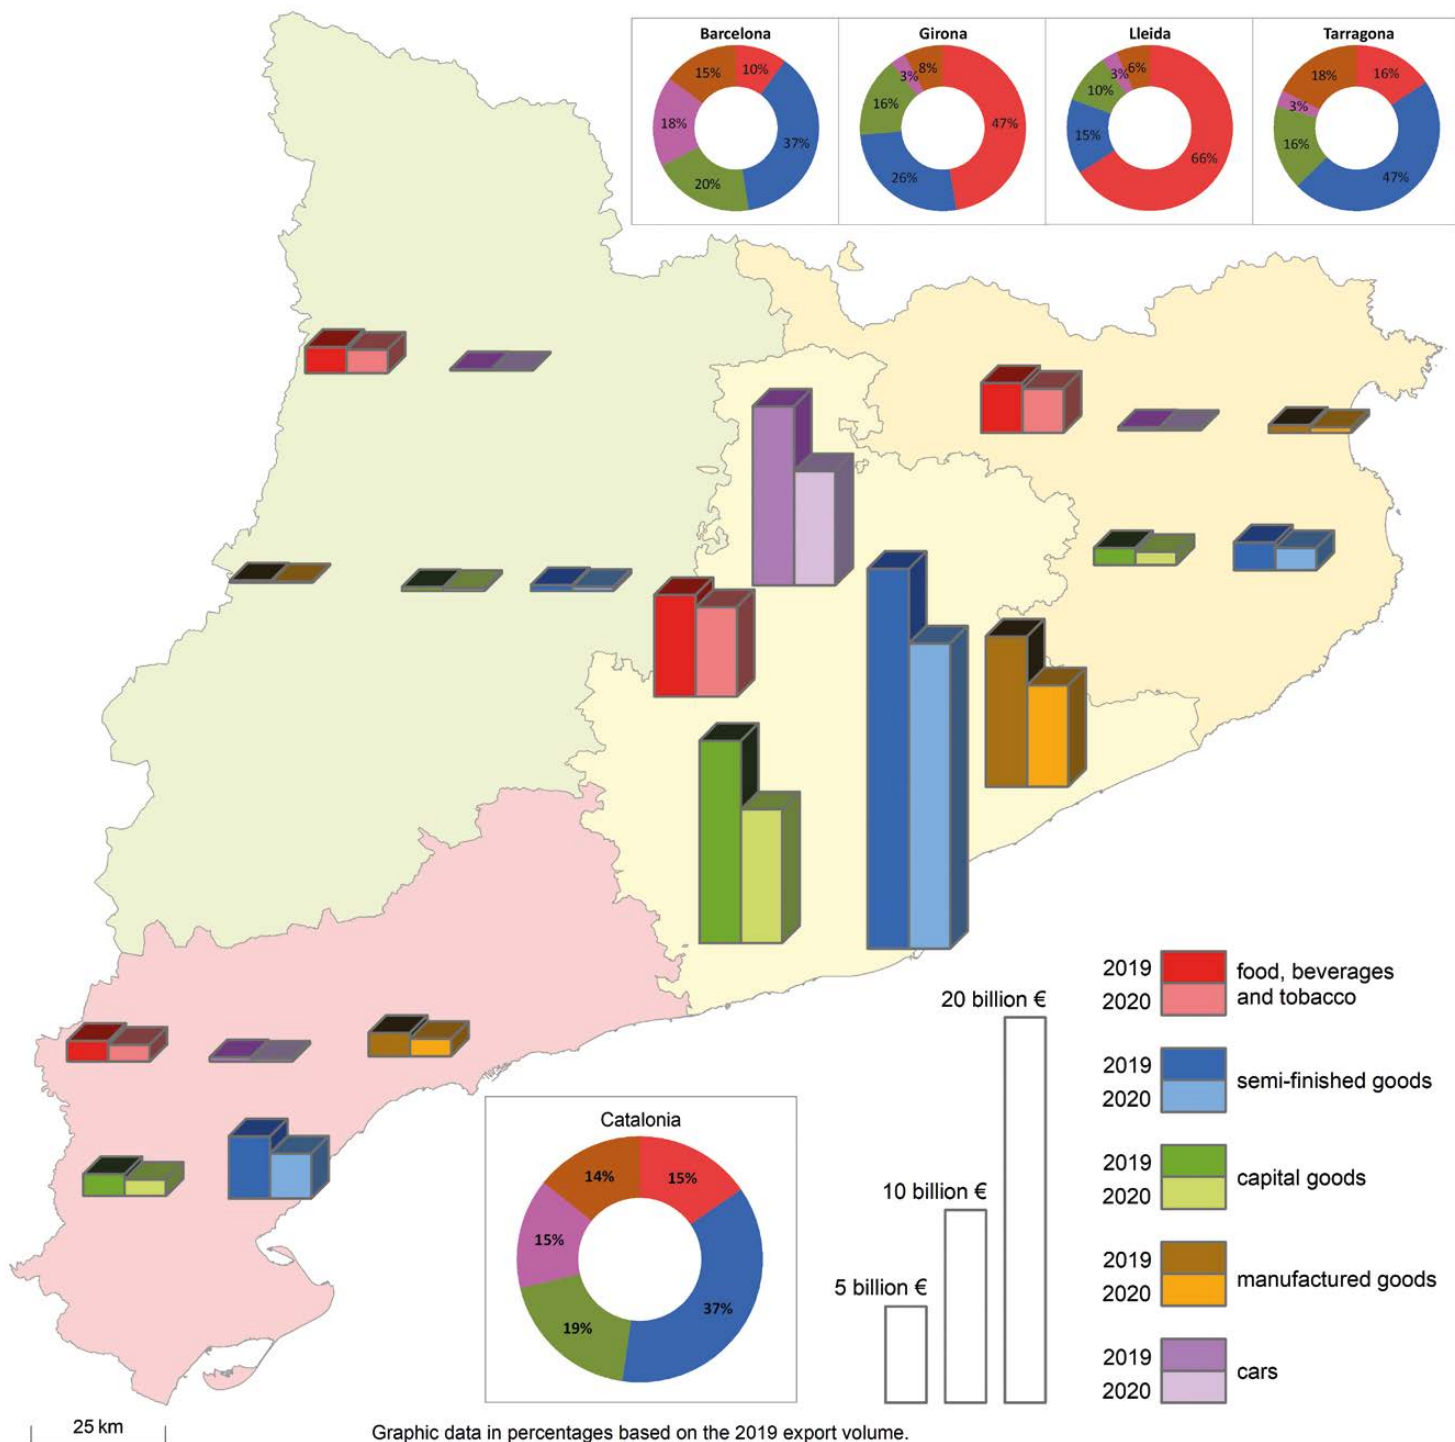 Barcelona
15%
10%
18%
37%
20%
Girona
3%
8%
16%
47%
26%
Lleida
3%
6%
10%
15%
66%
Tarragona
18%
16%
3%
16%
47%
20 billion €
10 billion €
5 billion €
2019
2020
food, beverages
and tobacco
2019
2020
semi-finished goods
2019
2020
capital goods
2019
2020
manufactured goods
2019
2020
cars
Catalonia
14%
15%
15%
37%
19%
25 km
Graphic data in percentages based on the 2019 export volume.